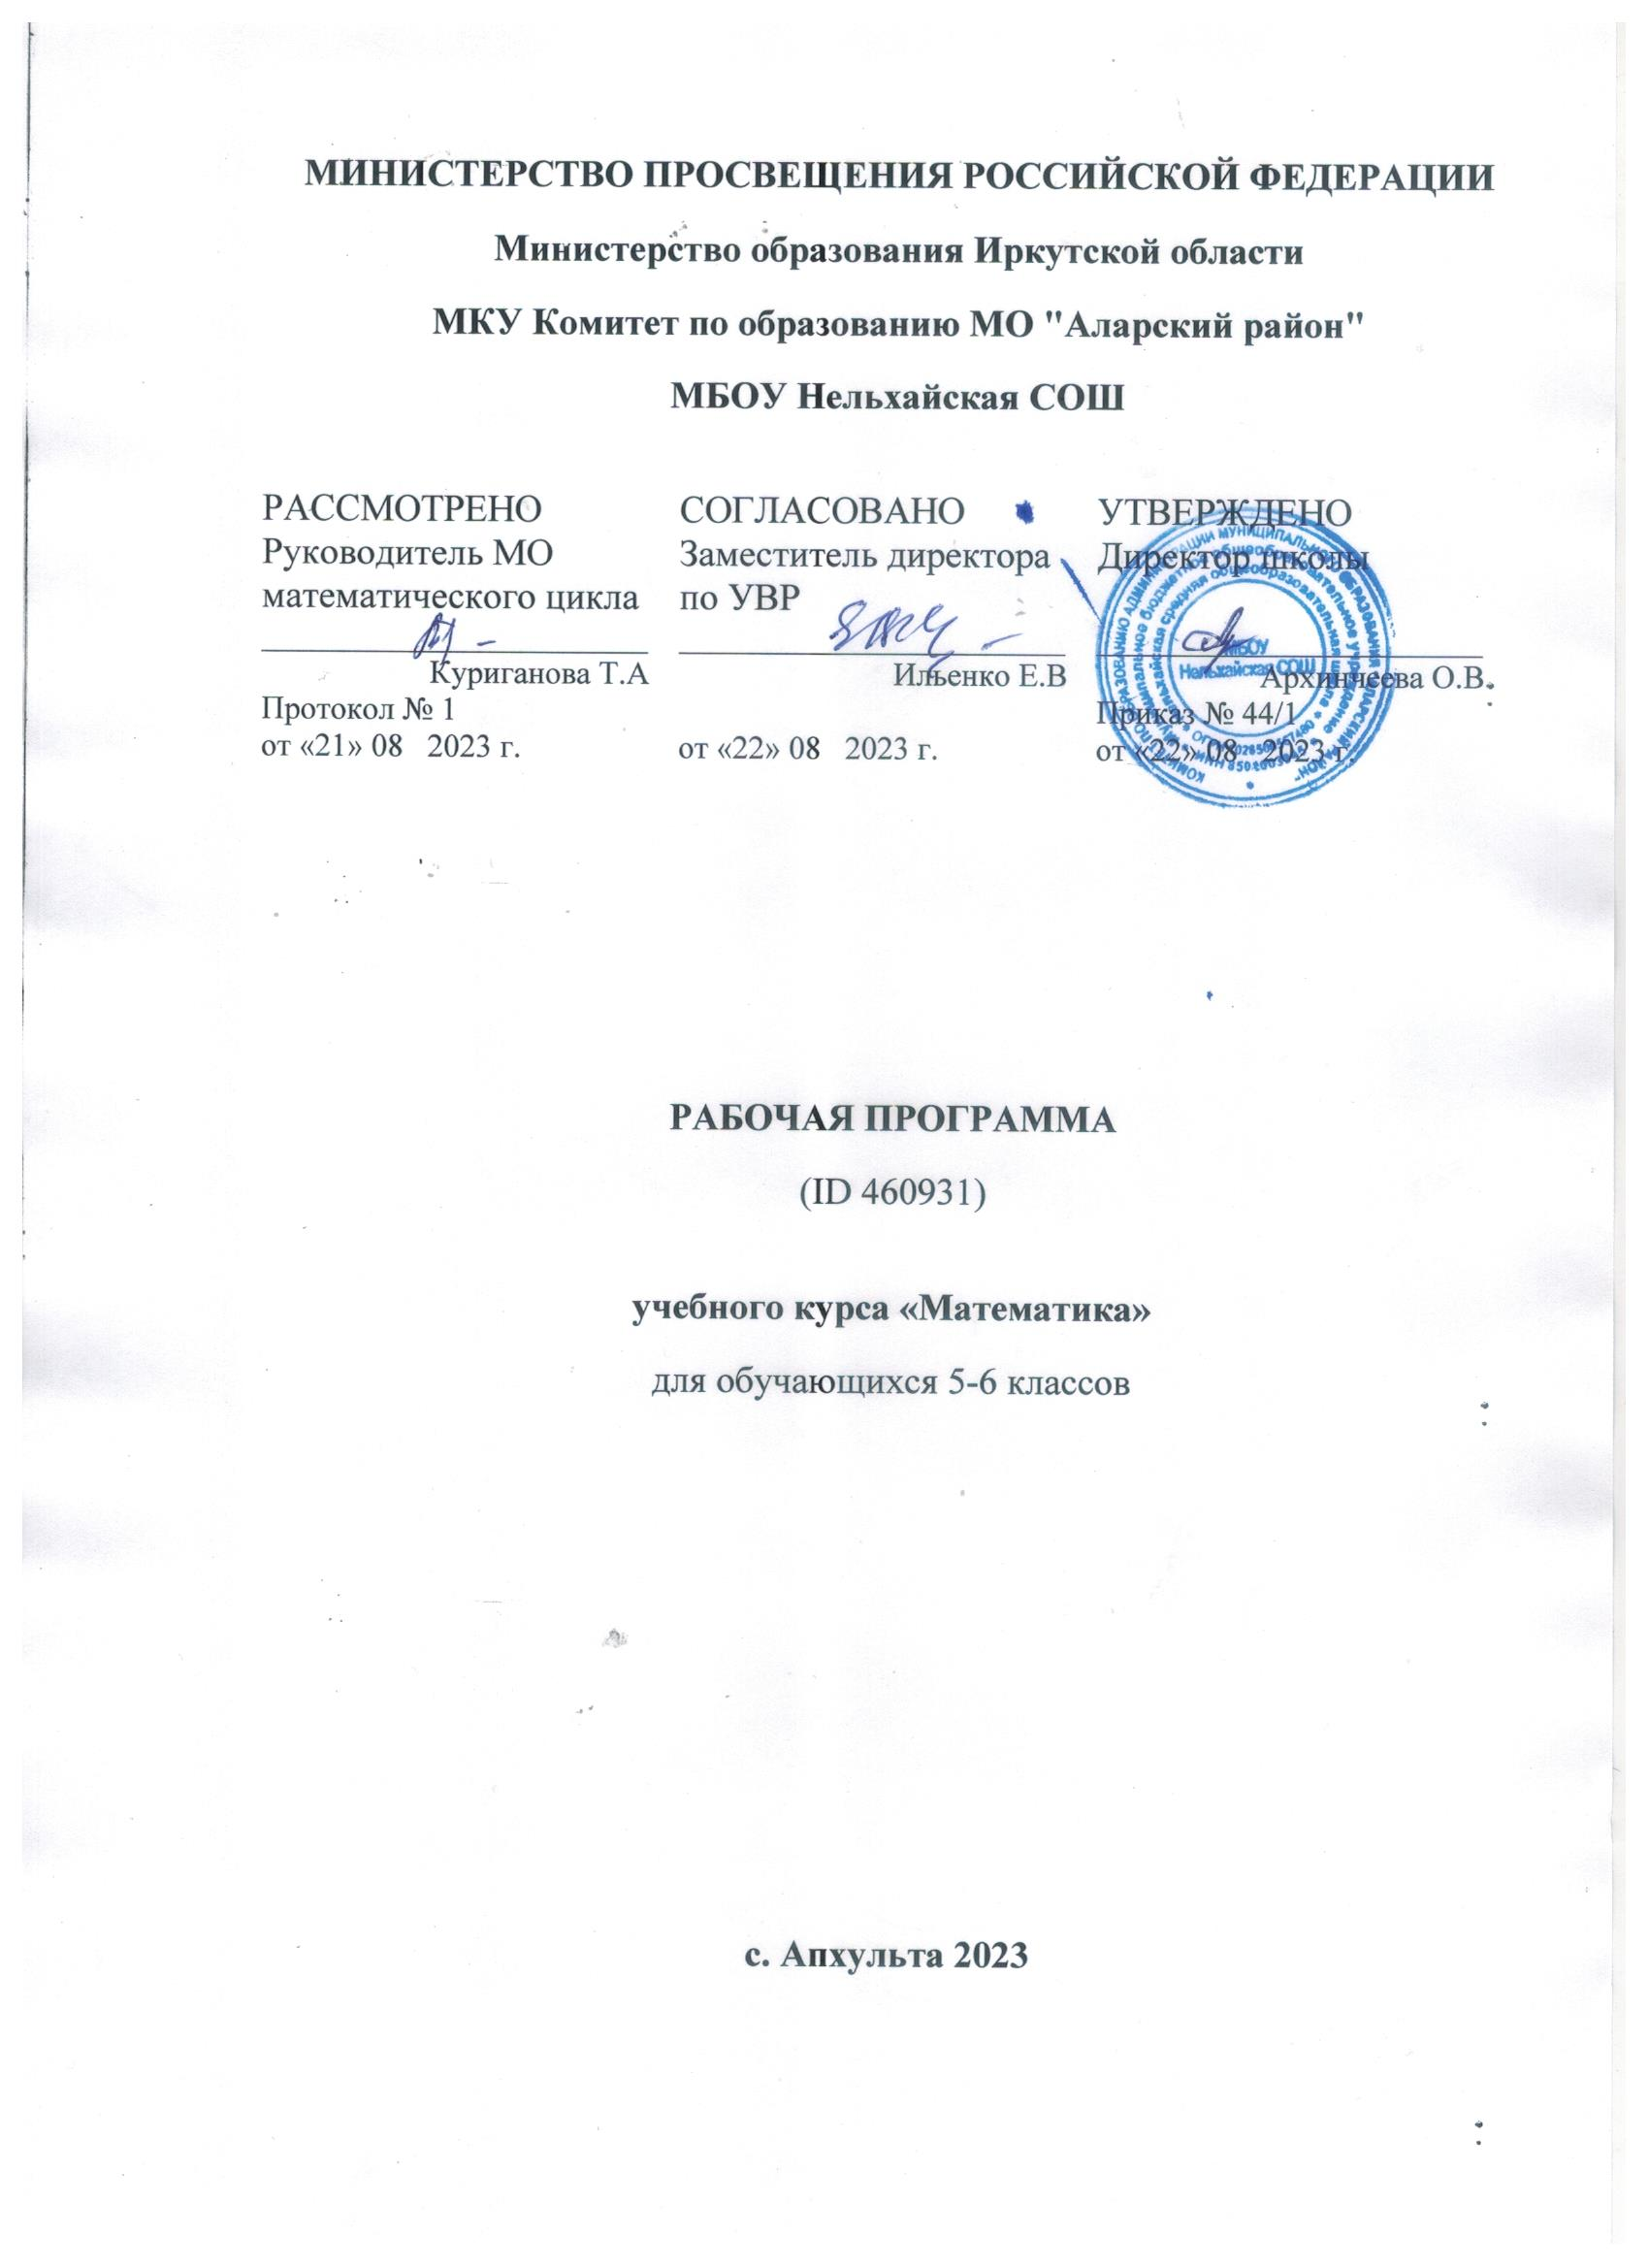 МИНИСТЕРСТВО ПРОСВЕЩЕНИЯ РОССИЙСКОЙ ФЕДЕРАЦИИ
Министерство образования Иркутской области
МКУ Комитет по образованию МО "Аларский район"
МБОУ Нельхайская СОШ
РАССМОТРЕНО
Руководитель МО
математического цикла
Куриганова Т.А
Протокол № 1
от «21» 08 2023 г.
СОГЛАСОВАНО
Заместитель директора
по УВР
Ильенко Е.В
от «22» 08 2023 г.
УТВЕРЖДЕНО
Директор школы
Архинчеева О.В.
Приказ № 44/1
от «22» 08 2023 г.
МБОУ
Нельхайская СОШ
РАБОЧАЯ ПРОГРАММА
(ID 460931)
учебного курса «Математика»
для обучающихся 5-6 классов
с. Апхульта 2023